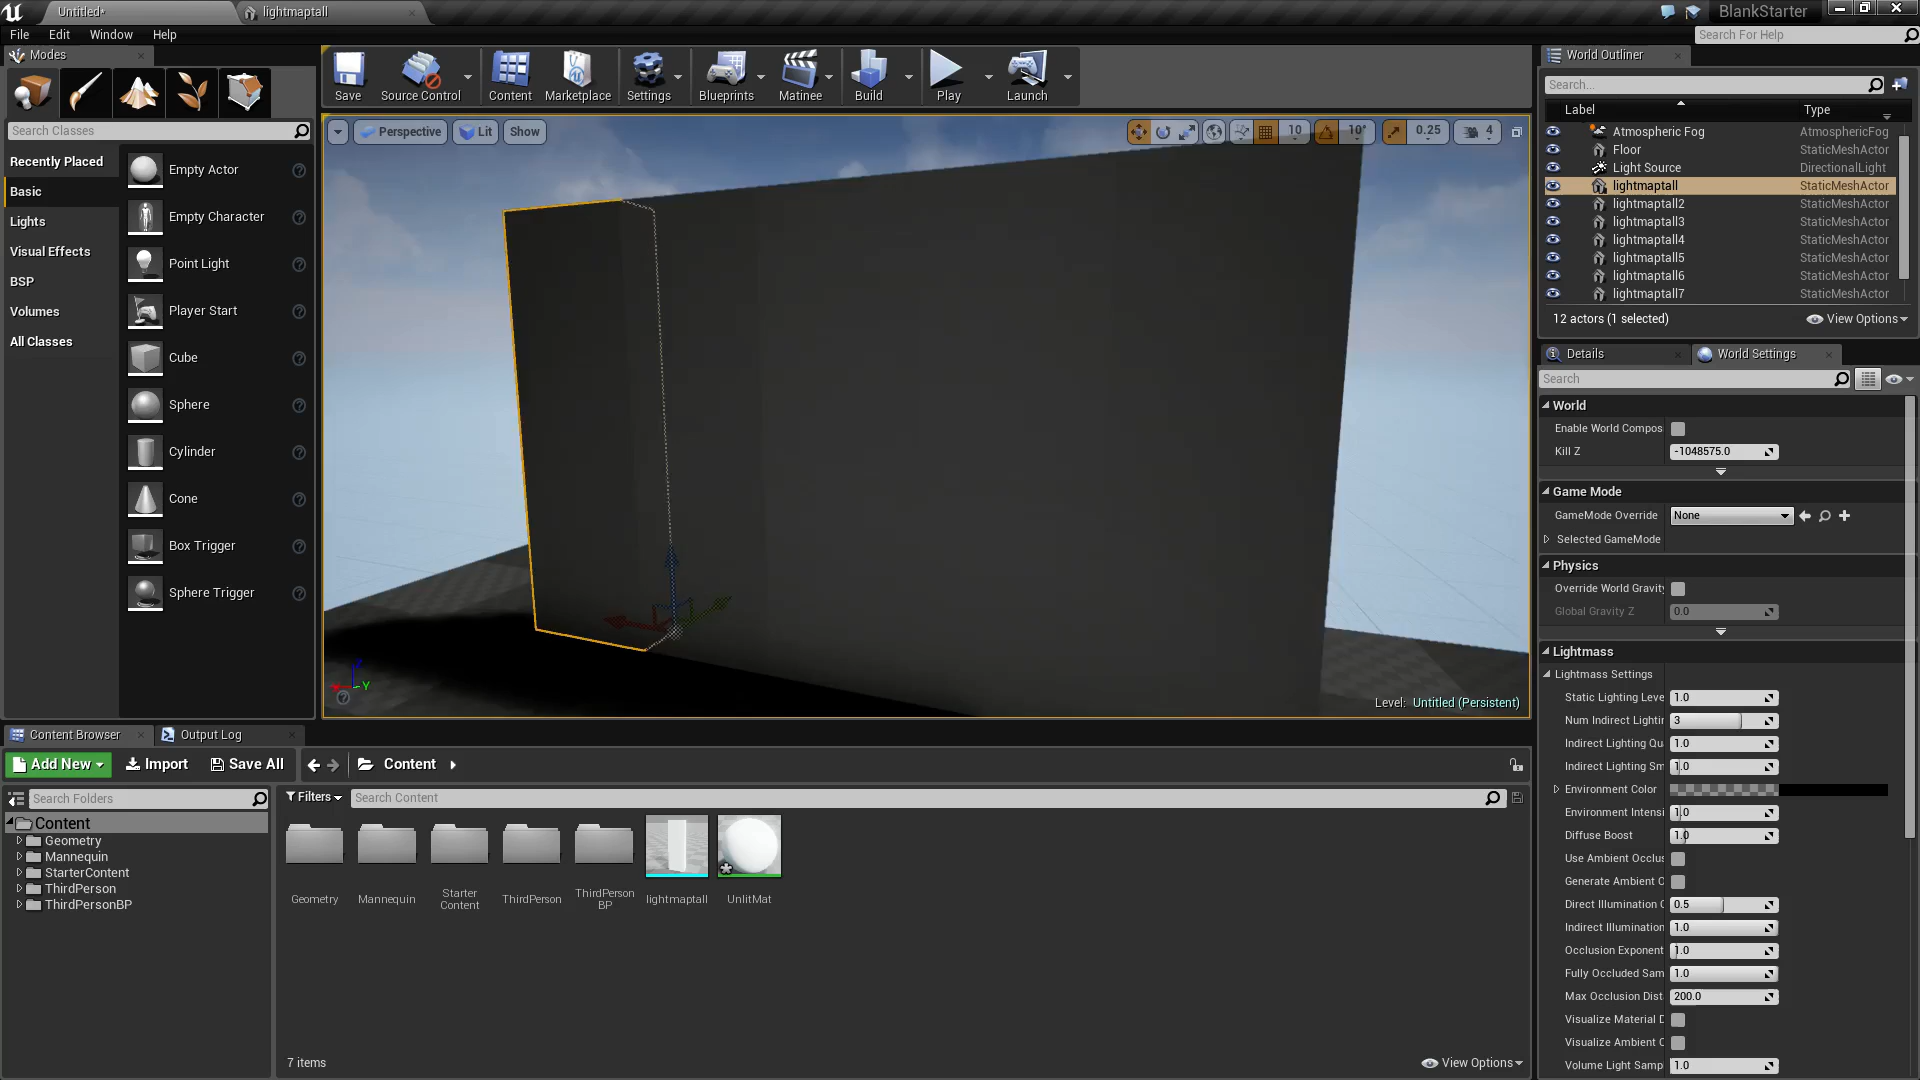 Untitled•
lightmaptall
BlankStarter
File
Edit
Window
Help
Search For Help
Modes
Search Classes
Recently Placed
Basic
Lights
Visual Effects
BSP
Volumes
All Classes
Empty Actor
Empty Character
Point Light
Player Start
Cube
Sphere
Cylinder
Cone
Box Trigger
Sphere Trigger
Save
Source Control
Content
Marketplace
Settings
Blueprints
Matinee
Build
Play
Launch
Perspective
Lit
Show
10
10°
0.25
4
X
Z
Y
Level: Untitled (Persistent)
World Outliner
Search...
Label
Type
Atmospheric Fog AtmosphericFog
Floor StaticMeshActor
Light Source DirectionalLight
lightmaptall StaticMeshActor
lightmaptall2 StaticMeshActor
lightmaptall3 StaticMeshActor
lightmaptall4 StaticMeshActor
lightmaptall5 StaticMeshActor
lightmaptall6 StaticMeshActor
lightmaptall7 StaticMeshActor
12 actors (1 selected)
View Options
Details
World Settings
Search
World
Enable World Compos
Kill Z -1048575.0
Game Mode
GameMode Override None
Selected GameMode
Physics
Override World Gravity
Global Gravity Z 0.0
Lightmass
Lightmass Settings
Static Lighting Leve 1.0
Num Indirect Lightin 3
Indirect Lighting Qu 1.0
Indirect Lighting Sm 1.0
Environment Color
Environment Intensi 1.0
Diffuse Boost 1.0
Use Ambient Occlus
Generate Ambient O
Direct Illumination O 0.5
Indirect Illumination 1.0
Occlusion Exponent 1.0
Fully Occluded Sam 1.0
Max Occlusion Dist 200.0
Visualize Material D
Visualize Ambient O
Volume Light Samp 1.0
Content Browser
Output Log
Add New
Import
Save All
Content
Search Folders
Content
Geometry
Mannequin
StarterContent
ThirdPerson
ThirdPersonBP
Filters
Search Content
Geometry
Mannequin
Starter
Content
ThirdPerson
ThirdPerson
BP
lightmaptall
UnlitMat
7 items
View Options